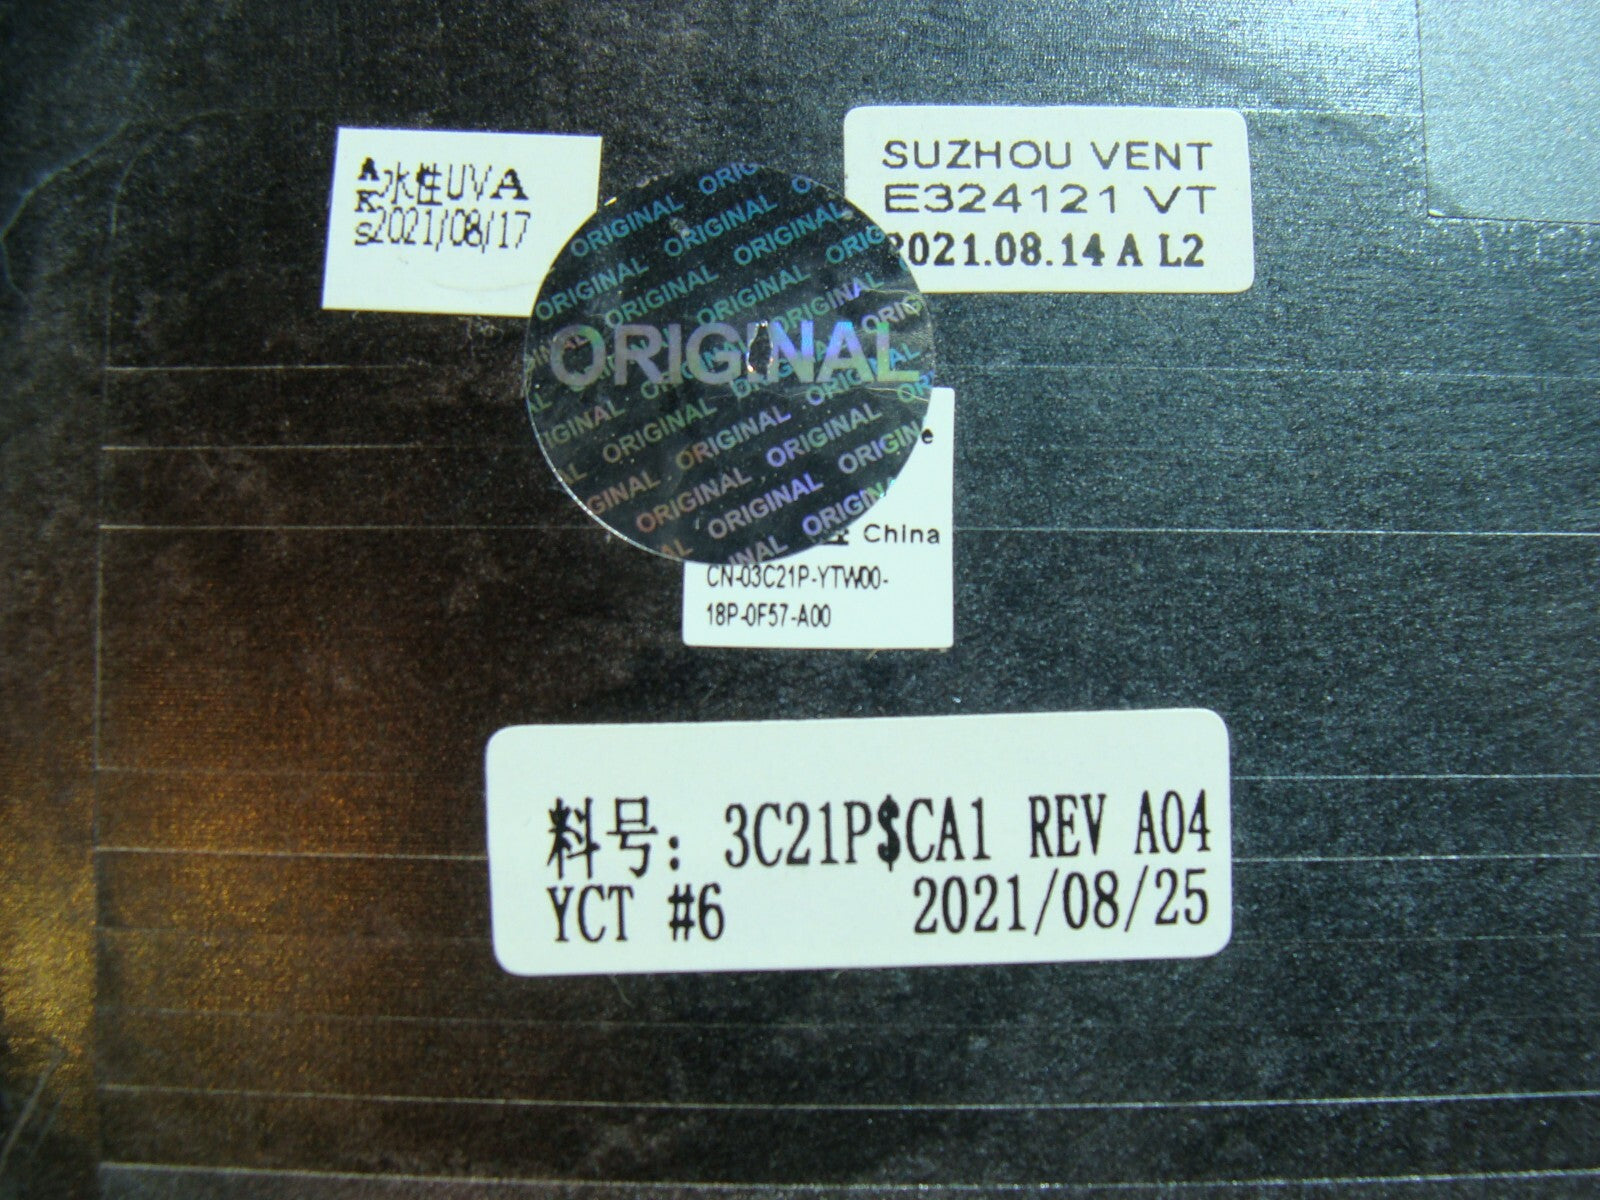 A水性UVA
K
S2021/08/17
SUZHOU VENT
E324121 VT
2021.08.14 A L2
ORIGINAL
e
China
CN-03C21P-YTW00-
18P-0F57-A00
料号: 3C21P$CA1 REV A04
YCT #6 2021/08/25